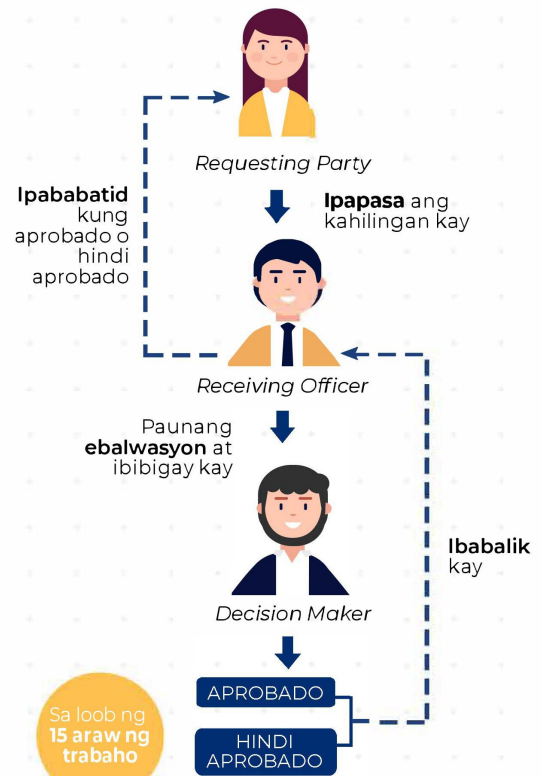 Requesting Party
Ipababatid
kung
aprobado o
hindi
aprobado
Ipapasa ang
kahilingan kay
Receiving Officer
Paunang
ebalwasyon at
ibibigay kay
Ibabalik
kay
Decision Maker
APROBADO
HINDI
APROBADO
Sa loob ng
15 araw ng
trabaho